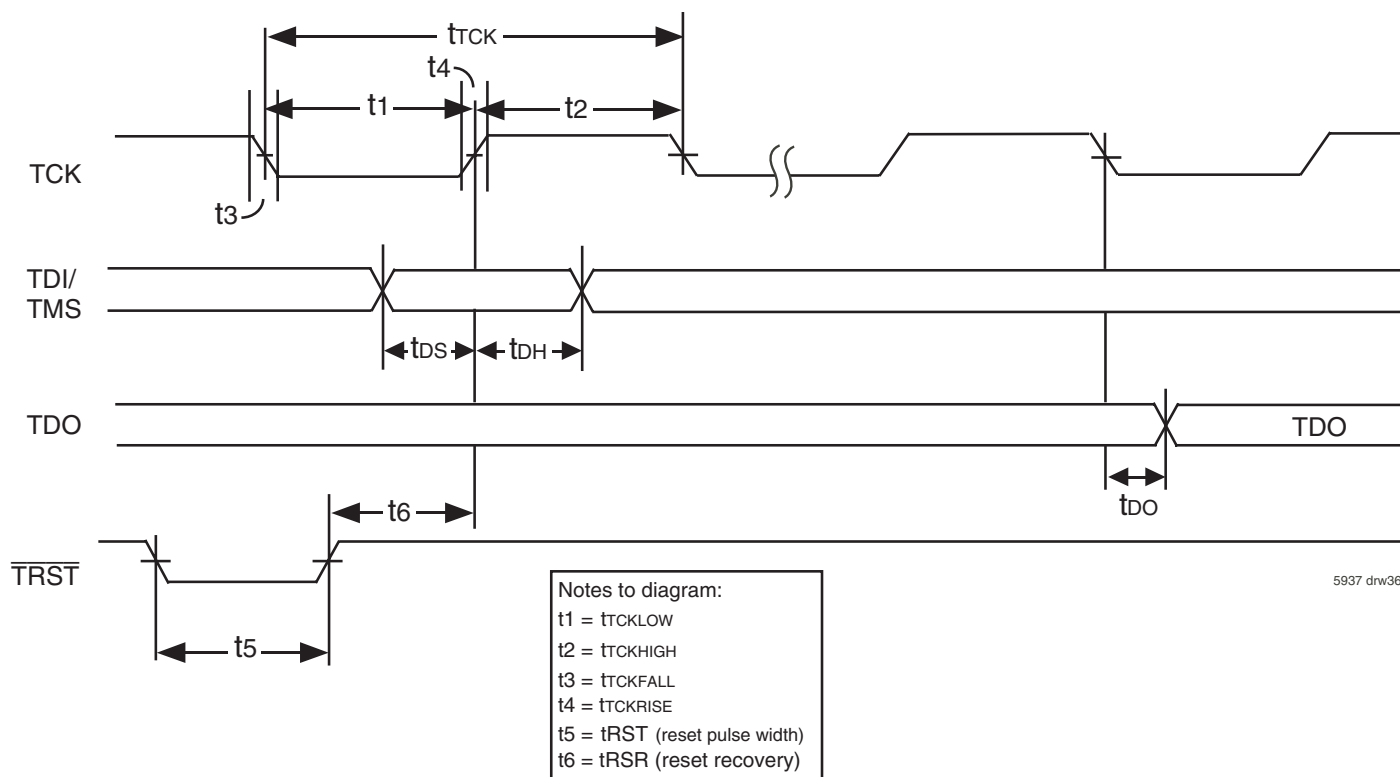 tTCK
t4
t1
t2
TCK
t3
TDI/
TMS
tDS
tDH
TDO
TDO
tDO
t6
TRST
5937 drw36
t5
Notes to diagram:
t1 = tTCKLOW
t2 = tTCKHIGH
t3 = tTCKFALL
t4 = tTCKRISE
t5 = tRST (reset pulse width)
t6 = tRSR (reset recovery)